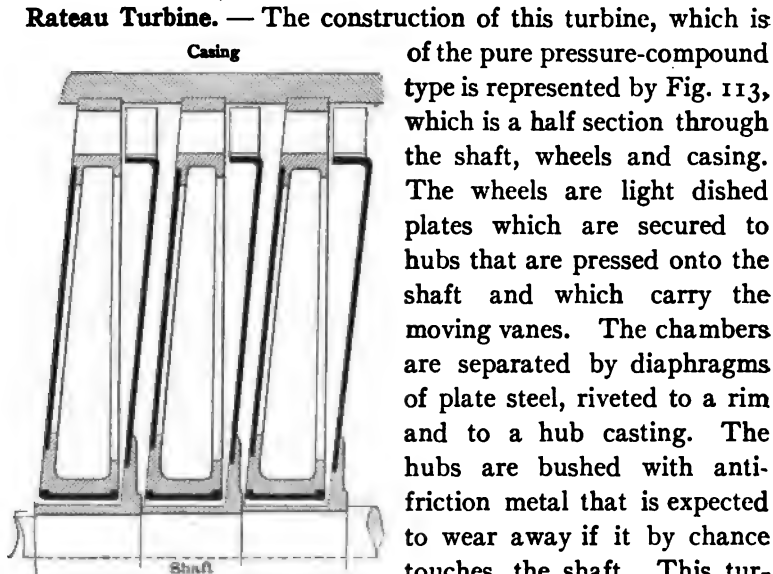 Rateau Turbine. — The construction of this turbine, which is
Casing
of the pure pressure-compound
type is represented by Fig. 113,
which is a half section through
the shaft, wheels and casing.
The wheels are light dished
plates which are secured to
hubs that are pressed onto the
shaft and which carry the
moving vanes. The chambers
are separated by diaphragms
of plate steel, riveted to a rim
and to a hub casting. The
hubs are bushed with anti-
friction metal that is expected
to wear away if it by chance
touches the shaft. This tur-
Shaft